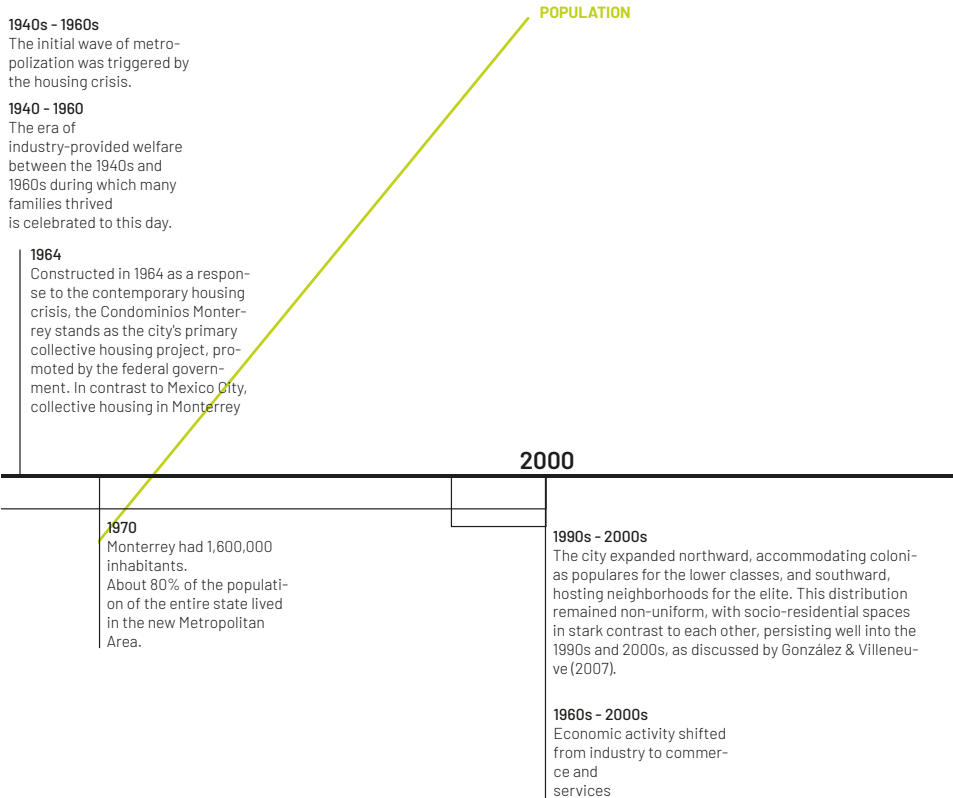 POPULATION
1940s - 1960s
The initial wave of metro-
polization was triggered by
the housing crisis.
1940 - 1960
The era of
industry-provided welfare
between the 1940s and
1960s during which many
families thrived
is celebrated to this day.
1964
Constructed in 1964 as a respon-
se to the contemporary housing
crisis, the Condominios Monter-
rey stands as the city's primary
collective housing project, pro-
moted by the federal govern-
ment. In contrast to Mexico City,
collective housing in Monterrey
2000
1970
Monterrey had 1,600,000
inhabitants.
About 80% of the populati-
on of the entire state lived
in the new Metropolitan
Area.
1990s - 2000s
The city expanded northward, accommodating coloni-
as populares for the lower classes, and southward,
hosting neighborhoods for the elite. This distribution
remained non-uniform, with socio-residential spaces
in stark contrast to each other, persisting well into the
1990s and 2000s, as discussed by González & Villeneu-
ve (2007).
1960s - 2000s
Economic activity shifted
from industry to commer-
ce and
services